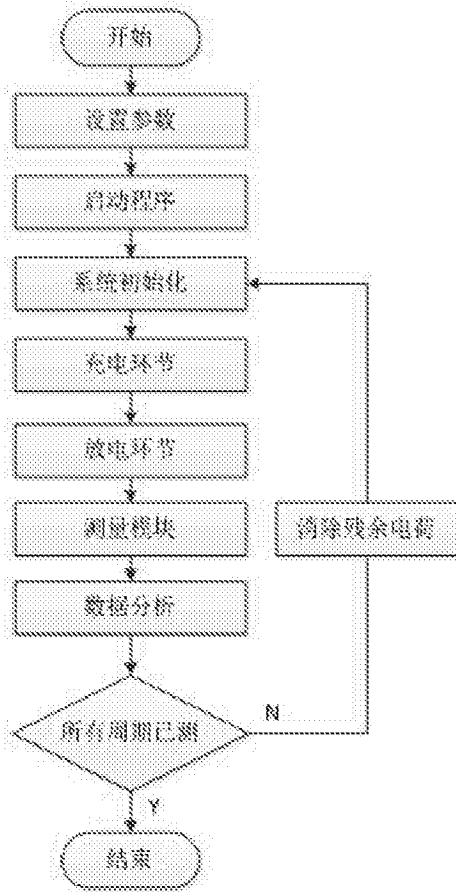 开始
设置参数
启动程序
系统初始化
充电环节
放电环节
测量模块
消除残余电荷
数据分析
所有周期已测
N
Y
结束